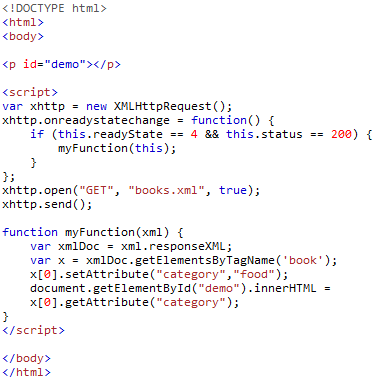 <!DOCTYPE html>
<html>
<body>
<p id="demo"></p>
<script>
var xhttp = new XMLHttpRequest();
xhttp.onreadystatechange = function() {
    if (this.readyState == 4 && this.status == 200) {
        myFunction(this);
    }
};
xhttp.open("GET", "books.xml", true);
xhttp.send();
function myFunction(xml) {
    var xmlDoc = xml.responseXML;
    var x = xmlDoc.getElementsByTagName('book');
    x[0].setAttribute("category","food");
    document.getElementById("demo").innerHTML =
    x[0].getAttribute("category");
}
</script>
</body>
</html>